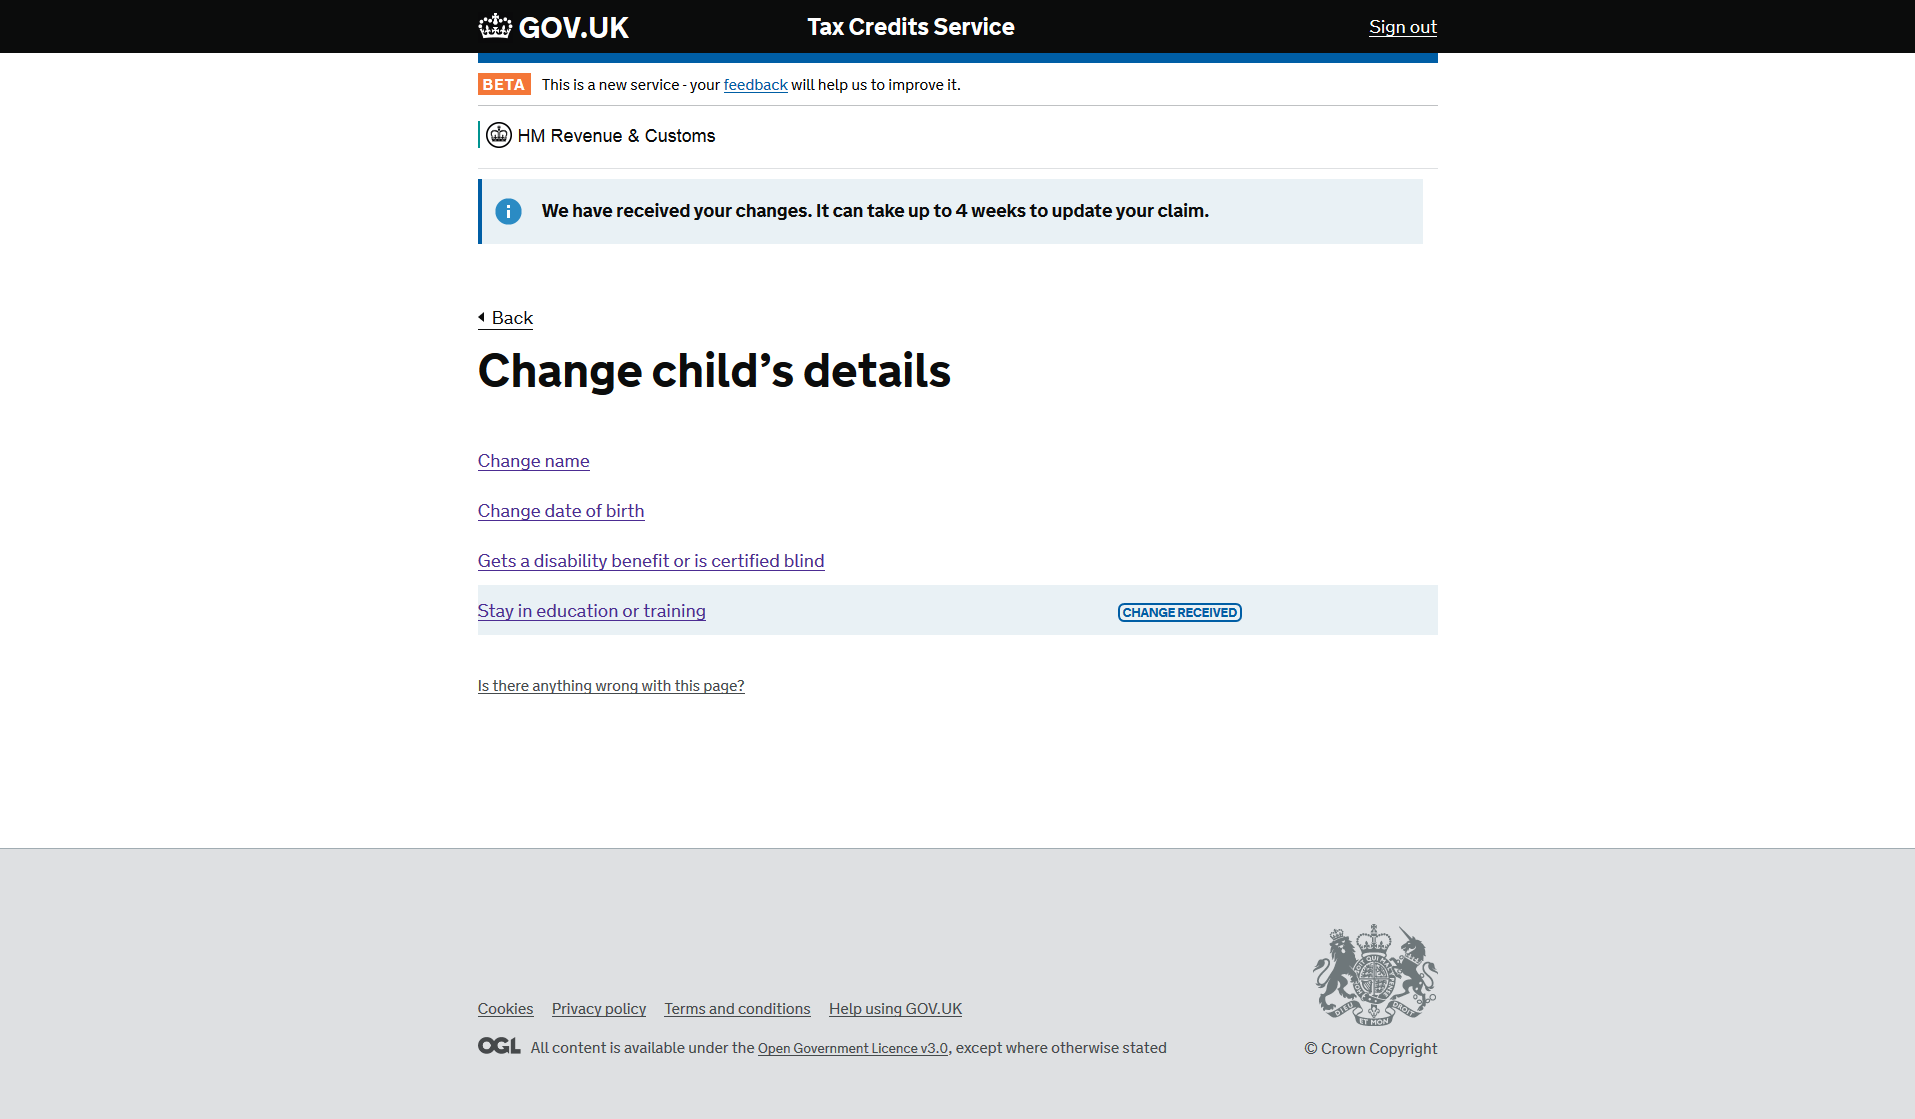 GOV.UK
Tax Credits Service
Sign out
BETA This is a new service - your feedback will help us to improve it.
HM Revenue & Customs
i We have received your changes. It can take up to 4 weeks to update your claim.
Back
Change child’s details
Change name
Change date of birth
Gets a disability benefit or is certified blind
Stay in education or training CHANGE RECEIVED
Is there anything wrong with this page?
Cookies Privacy policy Terms and conditions Help using GOV.UK
OGL All content is available under the Open Government Licence v3.0, except where otherwise stated
DIEU ET MON DROIT
© Crown Copyright